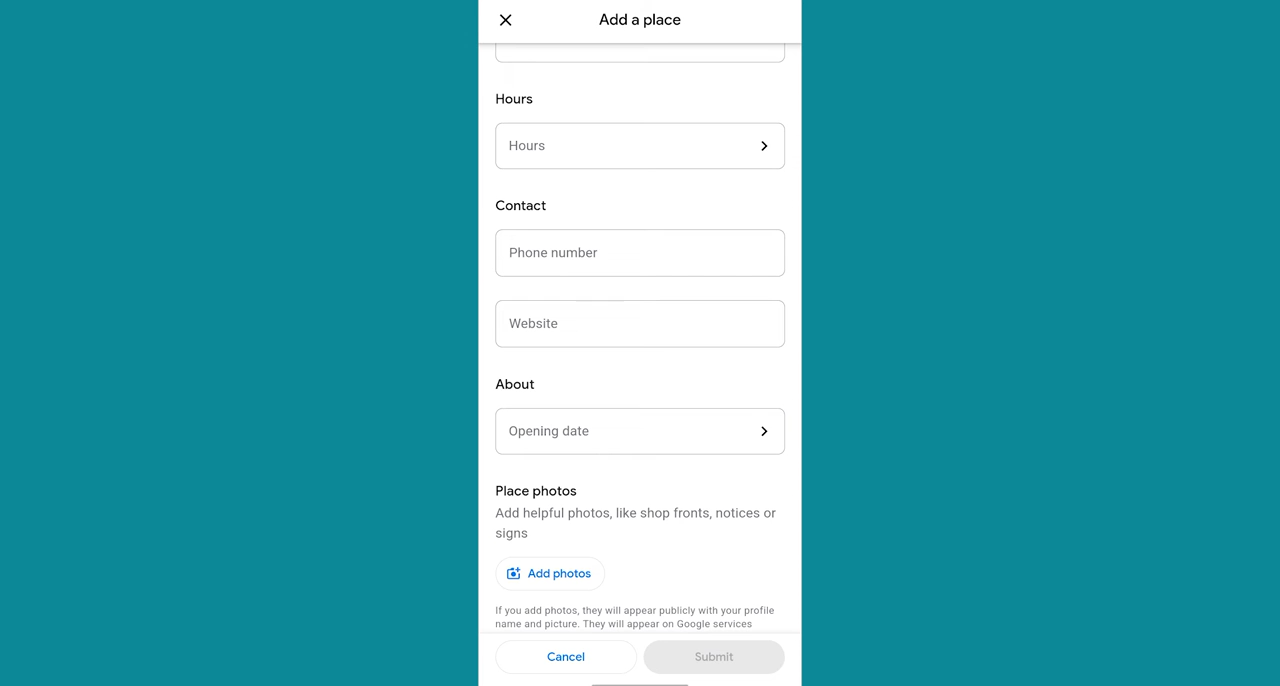 Add a place
Hours
Hours
Contact
Phone number
Website
About
Opening date
Place photos
Add helpful photos, like shop fronts, notices or
signs
Add photos
If you add photos, they will appear publicly with your profile
name and picture. They will appear on Google services
Cancel
Submit